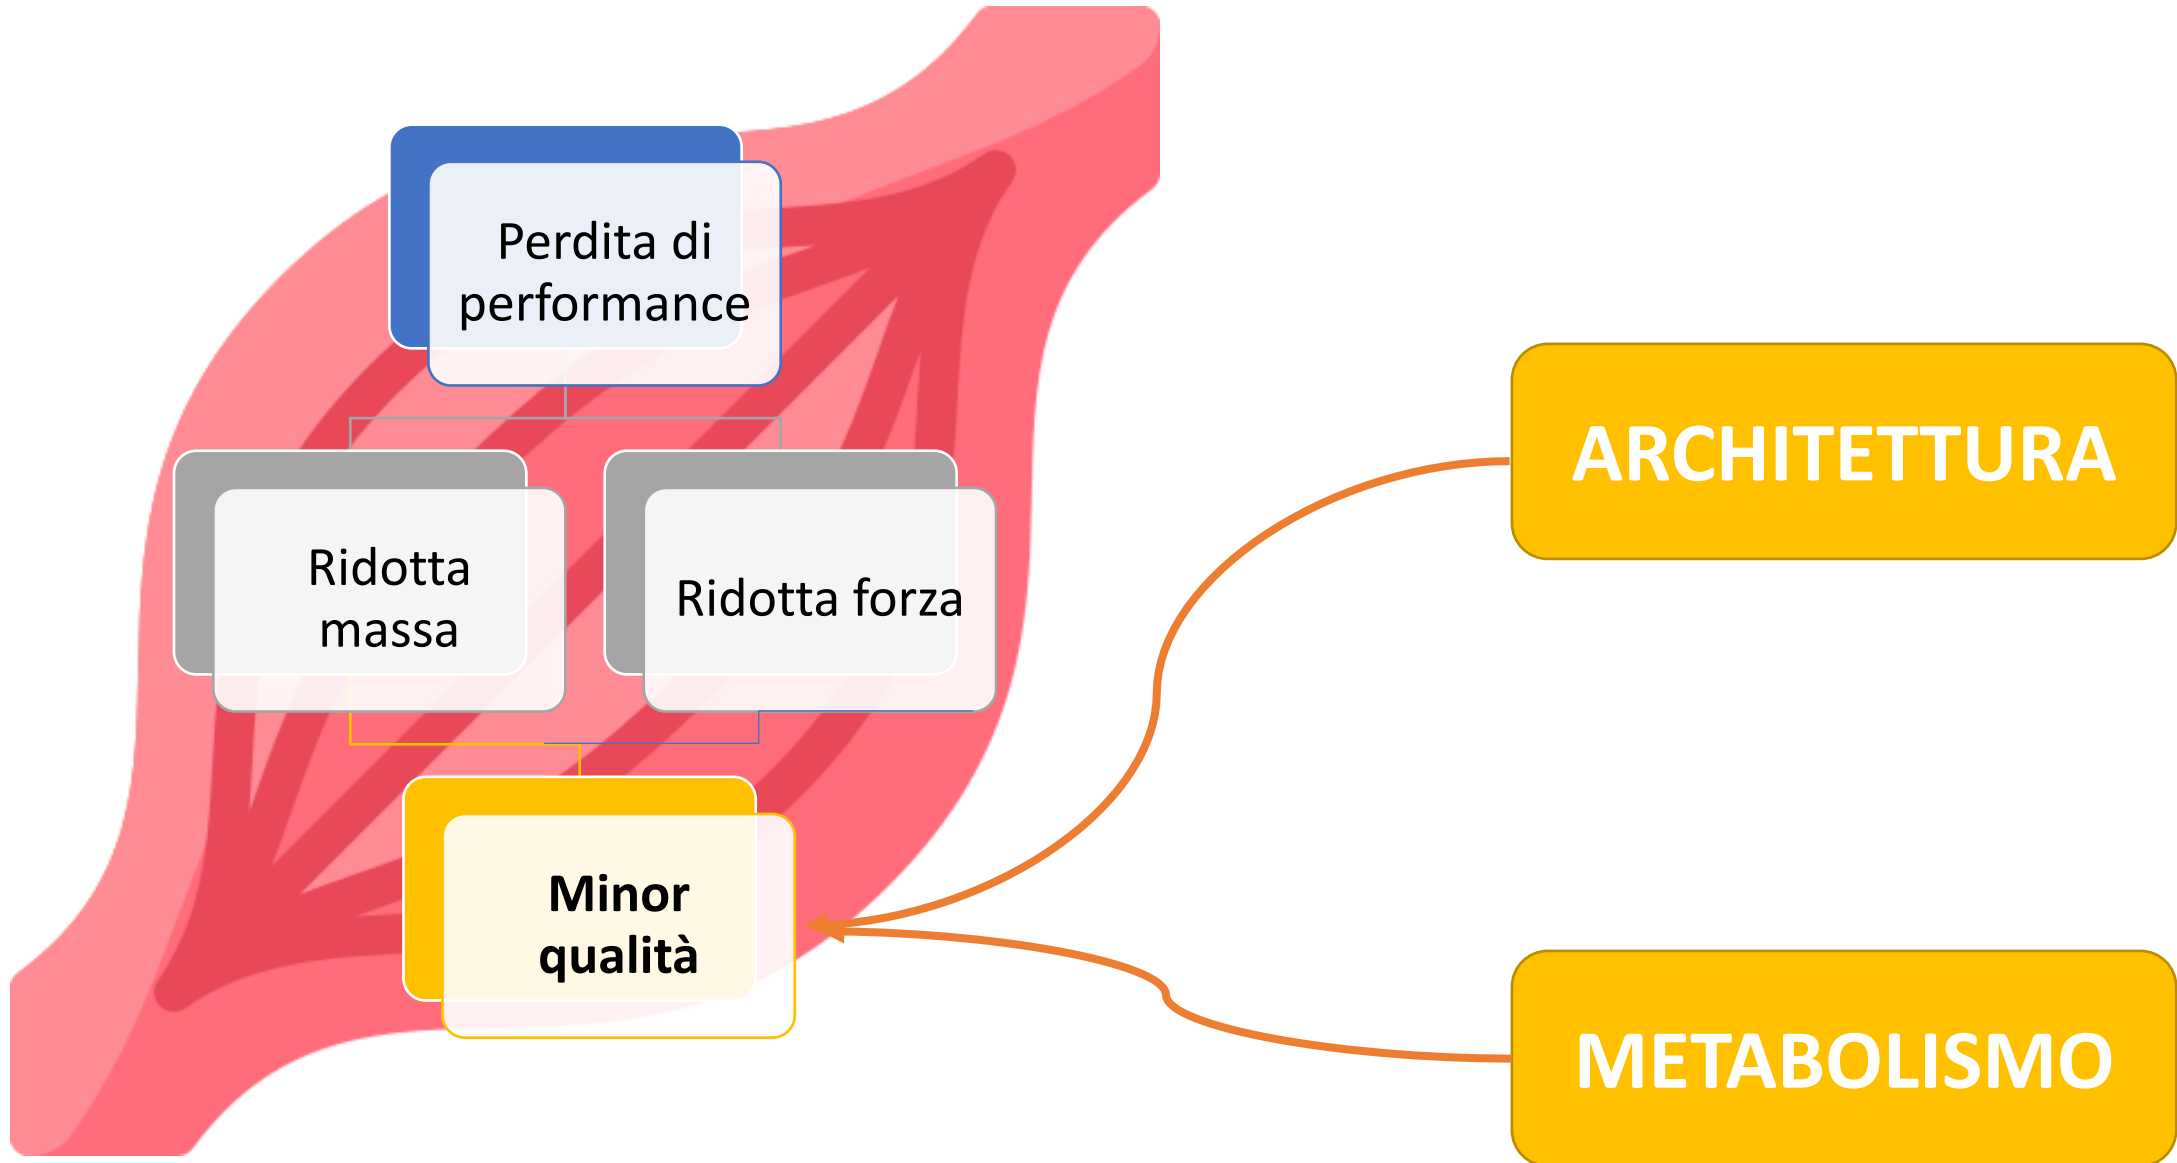 Perdita di
performance
Ridotta
massa
Ridotta forza
Minor
qualità
ARCHITETTURA
METABOLISMO